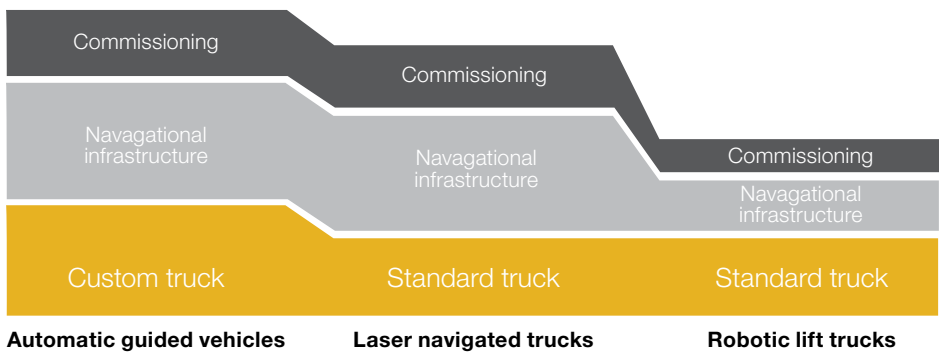 Commissioning
Navagational
infrastructure
Custom truck
Automatic guided vehicles
Commissioning
Navagational
infrastructure
Standard truck
Laser navigated trucks
Commissioning
Navagational
infrastructure
Standard truck
Robotic lift trucks